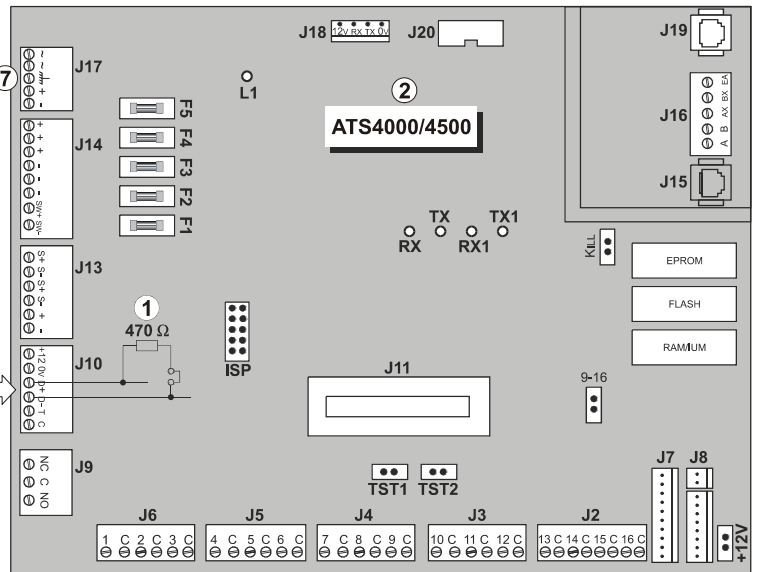 J18 12V RX TX 0V J20 J19
7 J17 ~ ~ + -
L1
2
ATS4000/4500
J16 A B AX BX EA
J15
F5
F4
F3
F2
F1
J14 + + + - - - SW+ SW-
TX TX1
RX RX1
KILL
EPROM
FLASH
RAM/IUM
J13 S+ S- S+ S- + -
1
470 Ω
ISP
J10 +12 0V D+ D- T C
J11
9-16
J9 NC C NO
TST1 TST2
J7 J8
+12V
J6 J5 J4 J3 J2
1 C 2 C 3 C 4 C 5 C 6 C 7 C 8 C 9 C 10 C 11 C 12 C 13 C 14 C 15 C 16 C